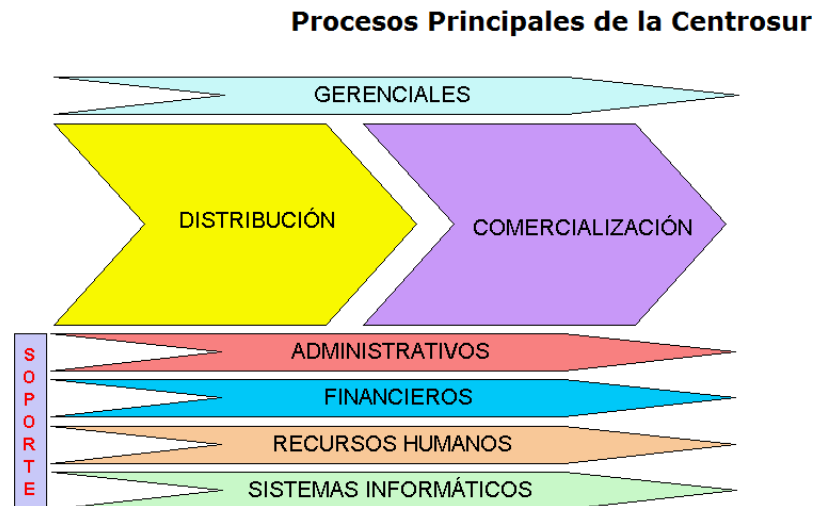 Procesos Principales de la Centrosur
GERENCIALES
DISTRIBUCIÓN
COMERCIALIZACIÓN
SOPORTE
ADMINISTRATIVOS
FINANCIEROS
RECURSOS HUMANOS
SISTEMAS INFORMÁTICOS